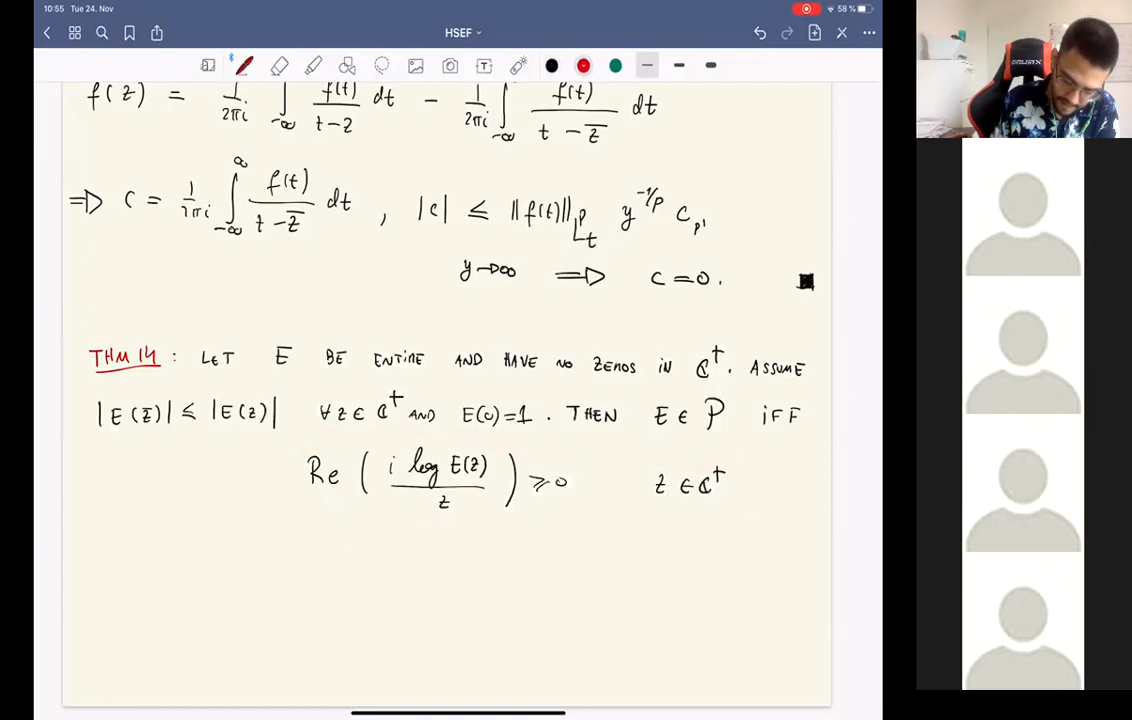 10:55 Tue 24. Nov
58 %
HSEF
f(z) = 1/2πi ∫_{-∞}^{∞} f(t)/(t-z) dt - 1/2πi ∫_{-∞}^{∞} f(t)/(t-z̅) dt
⇒ C = 1/2πi ∫_{-∞}^{∞} f(t)/(t-z̅) dt , |C| ≤ ||f(t)||_{L^p_t} y^{-1/p} C_{p'}
y→∞ ⇒ C=0. ■
THM 14 : LET E BE ENTIRE AND HAVE NO ZEROS IN ℂ⁺. ASSUME
|E(z̅)| ≤ |E(z)| ∀ z ∈ ℂ⁺ AND E(0)=1. THEN E ∈ P IFF
Re ( i log E(z) / z ) ≥ 0 z ∈ ℂ⁺